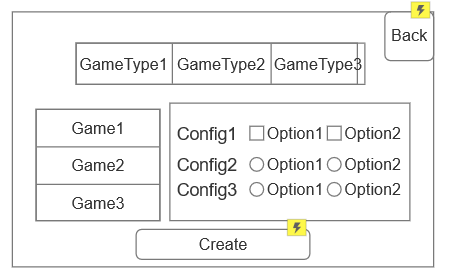 Back
GameType1 GameType2 GameType3
Game1
Game2
Game3
Config1 Option1 Option2
Config2 Option1 Option2
Config3 Option1 Option2
Create